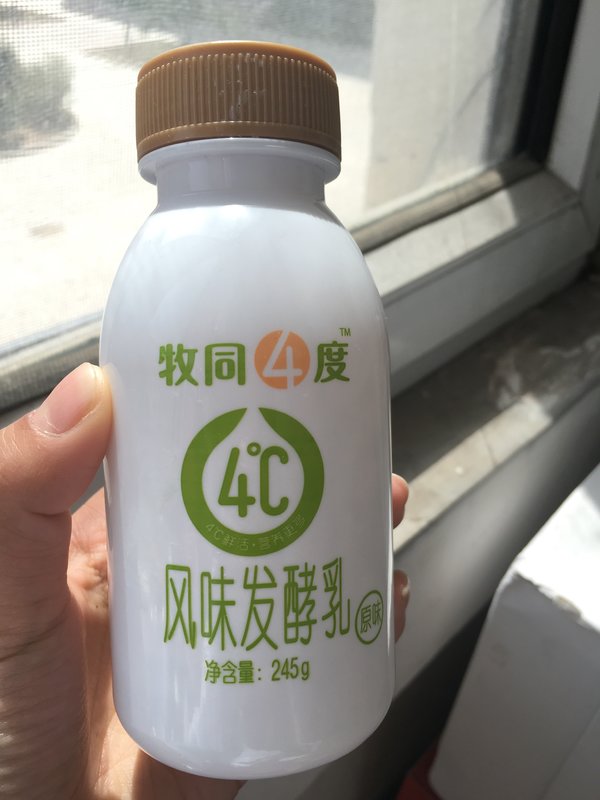 牧同4度™
4℃
4℃鲜活·营养更多
风味发酵乳 原味
净含量：245g